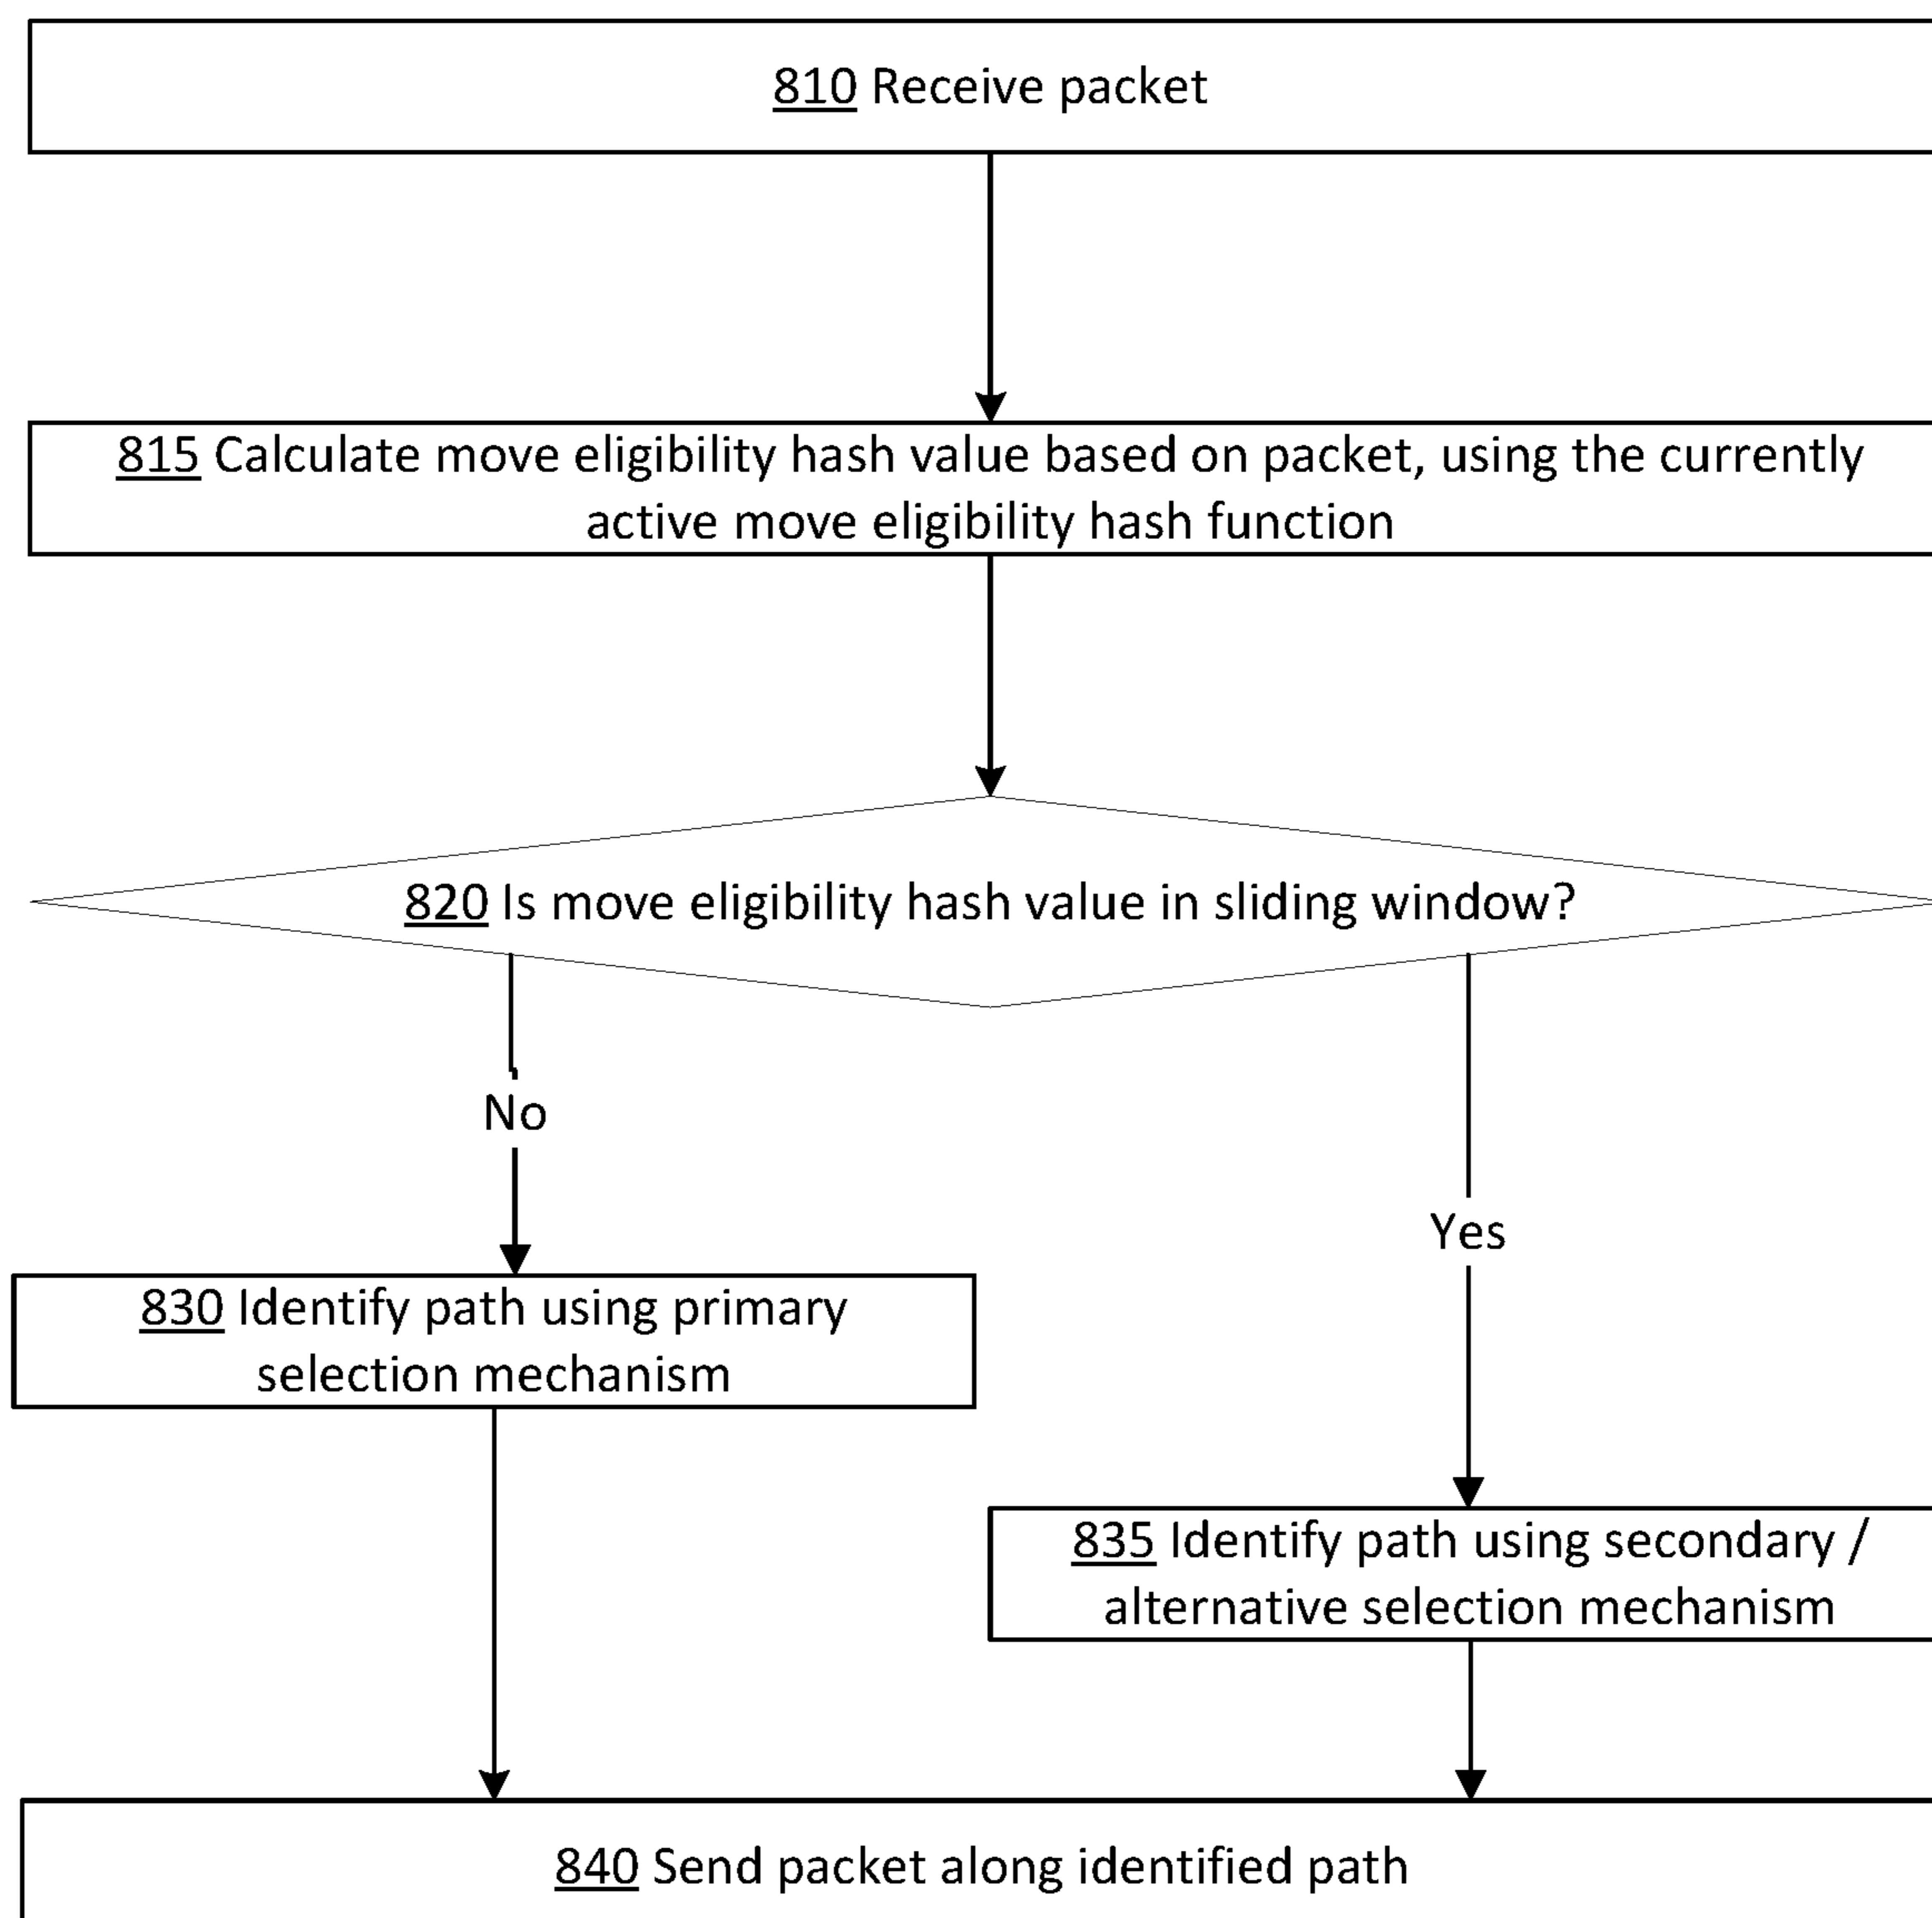 810 Receive packet
815 Calculate move eligibility hash value based on packet, using the currently
active move eligibility hash function
820 Is move eligibility hash value in sliding window?
No
Yes
830 Identify path using primary
selection mechanism
835 Identify path using secondary /
alternative selection mechanism
840 Send packet along identified path